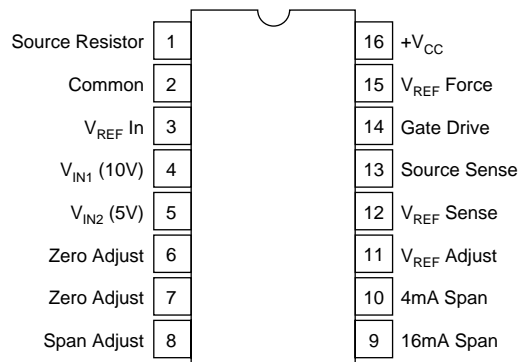 Source Resistor 1 16 +VCC
Common 2 15 VREF Force
VREF In 3 14 Gate Drive
VIN1 (10V) 4 13 Source Sense
VIN2 (5V) 5 12 VREF Sense
Zero Adjust 6 11 VREF Adjust
Zero Adjust 7 10 4mA Span
Span Adjust 8 9 16mA Span